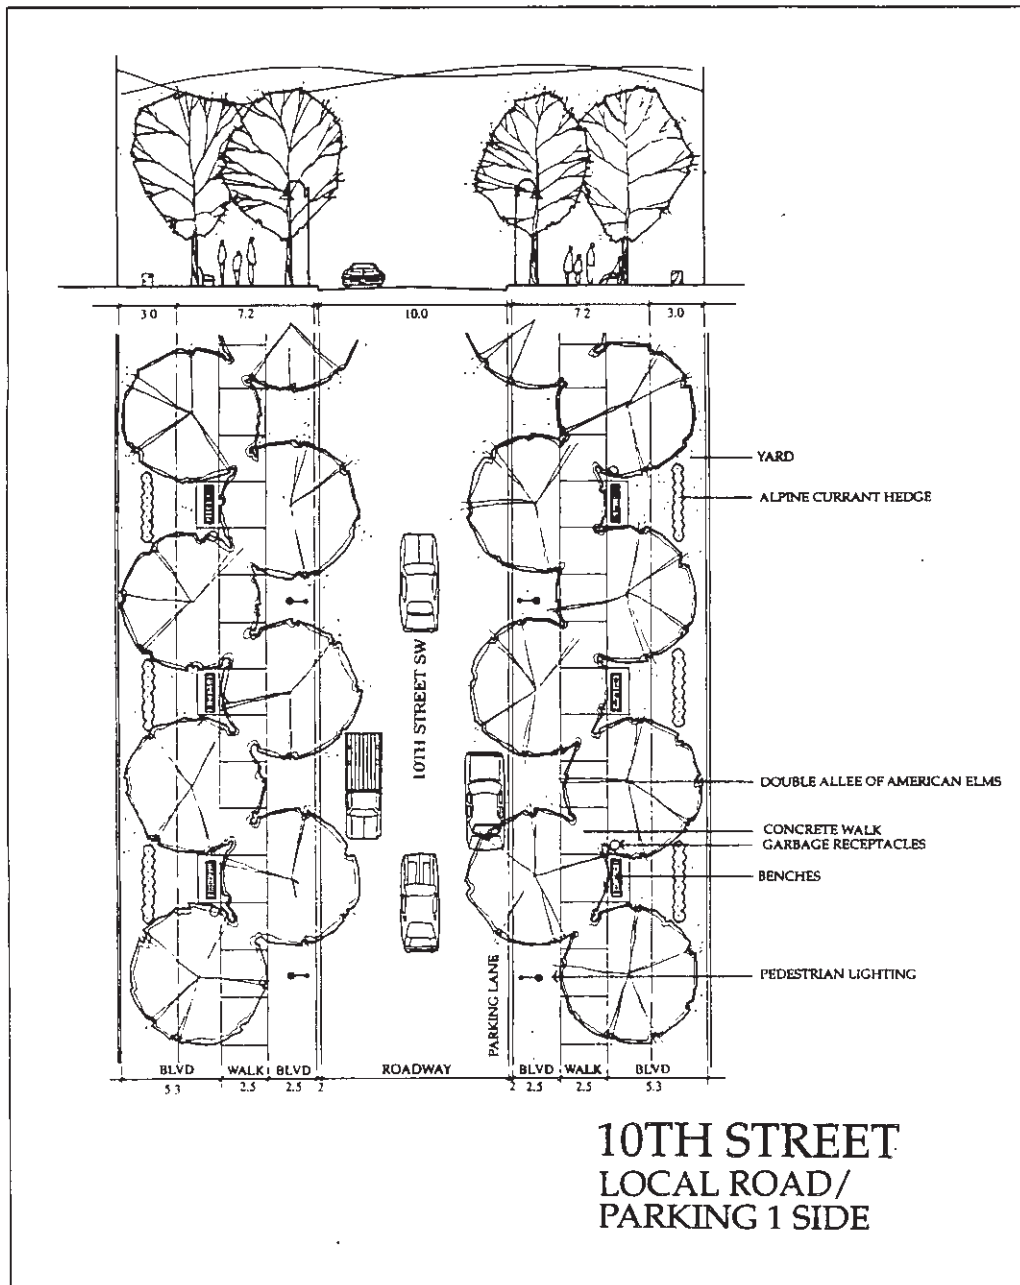 3.0 7.2 10.0 7.2 3.0
YARD
ALPINE CURRANT HEDGE
10TH STREET SW
DOUBLE ALLEE OF AMERICAN ELMS
CONCRETE WALK
GARBAGE RECEPTACLES
BENCHES
PEDESTRIAN LIGHTING
PARKING LANE
BLVD WALK BLVD ROADWAY BLVD WALK BLVD
5.3 2.5 2.5 2 2 2.5 2.5 5.3
10TH STREET
LOCAL ROAD/
PARKING 1 SIDE